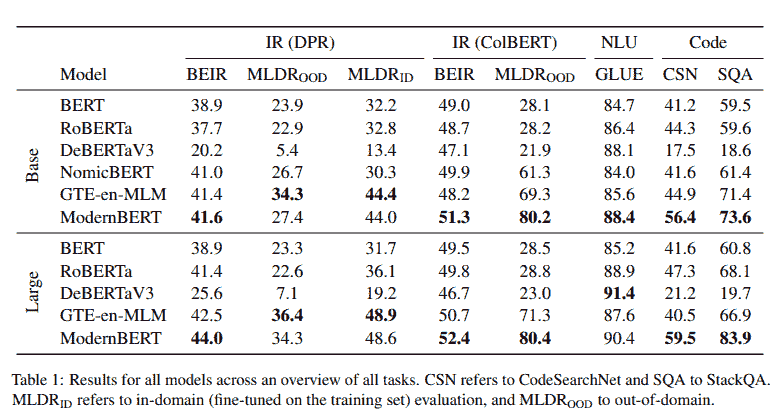 IR (DPR) IR (ColBERT) NLU Code
Model BEIR MLDR_OOD MLDR_ID BEIR MLDR_OOD GLUE CSN SQA
Base
BERT 38.9 23.9 32.2 49.0 28.1 84.7 41.2 59.5
RoBERTa 37.7 22.9 32.8 48.7 28.2 86.4 44.3 59.6
DeBERTaV3 20.2 5.4 13.4 47.1 21.9 88.1 17.5 18.6
NomicBERT 41.0 26.7 30.3 49.9 61.3 84.0 41.6 61.4
GTE-en-MLM 41.4 34.3 44.4 48.2 69.3 85.6 44.9 71.4
ModernBERT 41.6 27.4 44.0 51.3 80.2 88.4 56.4 73.6
Large
BERT 38.9 23.3 31.7 49.5 28.5 85.2 41.6 60.8
RoBERTa 41.4 22.6 36.1 49.8 28.8 88.9 47.3 68.1
DeBERTaV3 25.6 7.1 19.2 46.7 23.0 91.4 21.2 19.7
GTE-en-MLM 42.5 36.4 48.9 50.7 71.3 87.6 40.5 66.9
ModernBERT 44.0 34.3 48.6 52.4 80.4 90.4 59.5 83.9
Table 1: Results for all models across an overview of all tasks. CSN refers to CodeSearchNet and SQA to StackQA.
MLDR_ID refers to in-domain (fine-tuned on the training set) evaluation, and MLDR_OOD to out-of-domain.